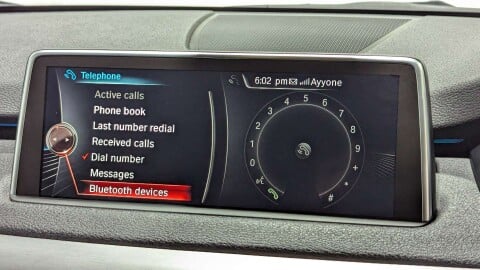 Telephone
Active calls
Phone book
Last number redial
Received calls
Dial number
Messages
Bluetooth devices
6:02 pm Ayyone
1
2
3
4
5
6
7
8
9
0
*
#